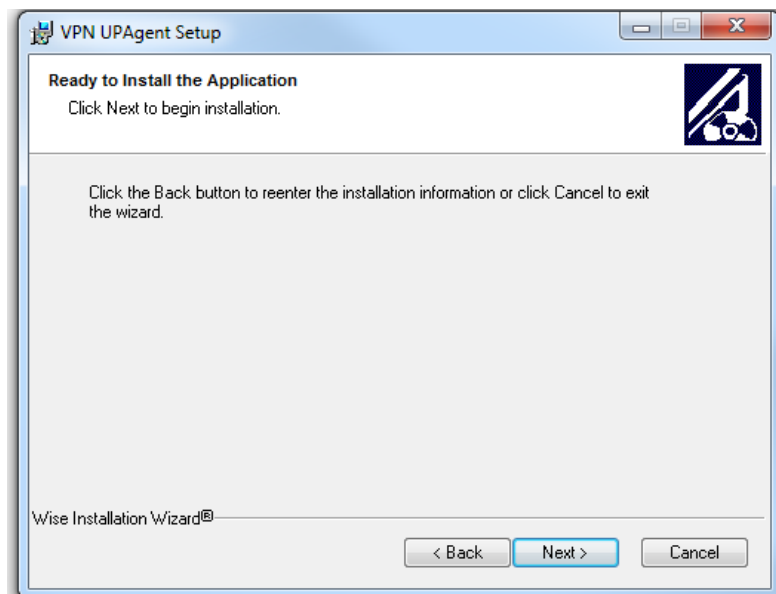 VPN UPAgent Setup
Ready to Install the Application
Click Next to begin installation.
Click the Back button to reenter the installation information or click Cancel to exit
the wizard.
Wise Installation Wizard®
< Back Next > Cancel